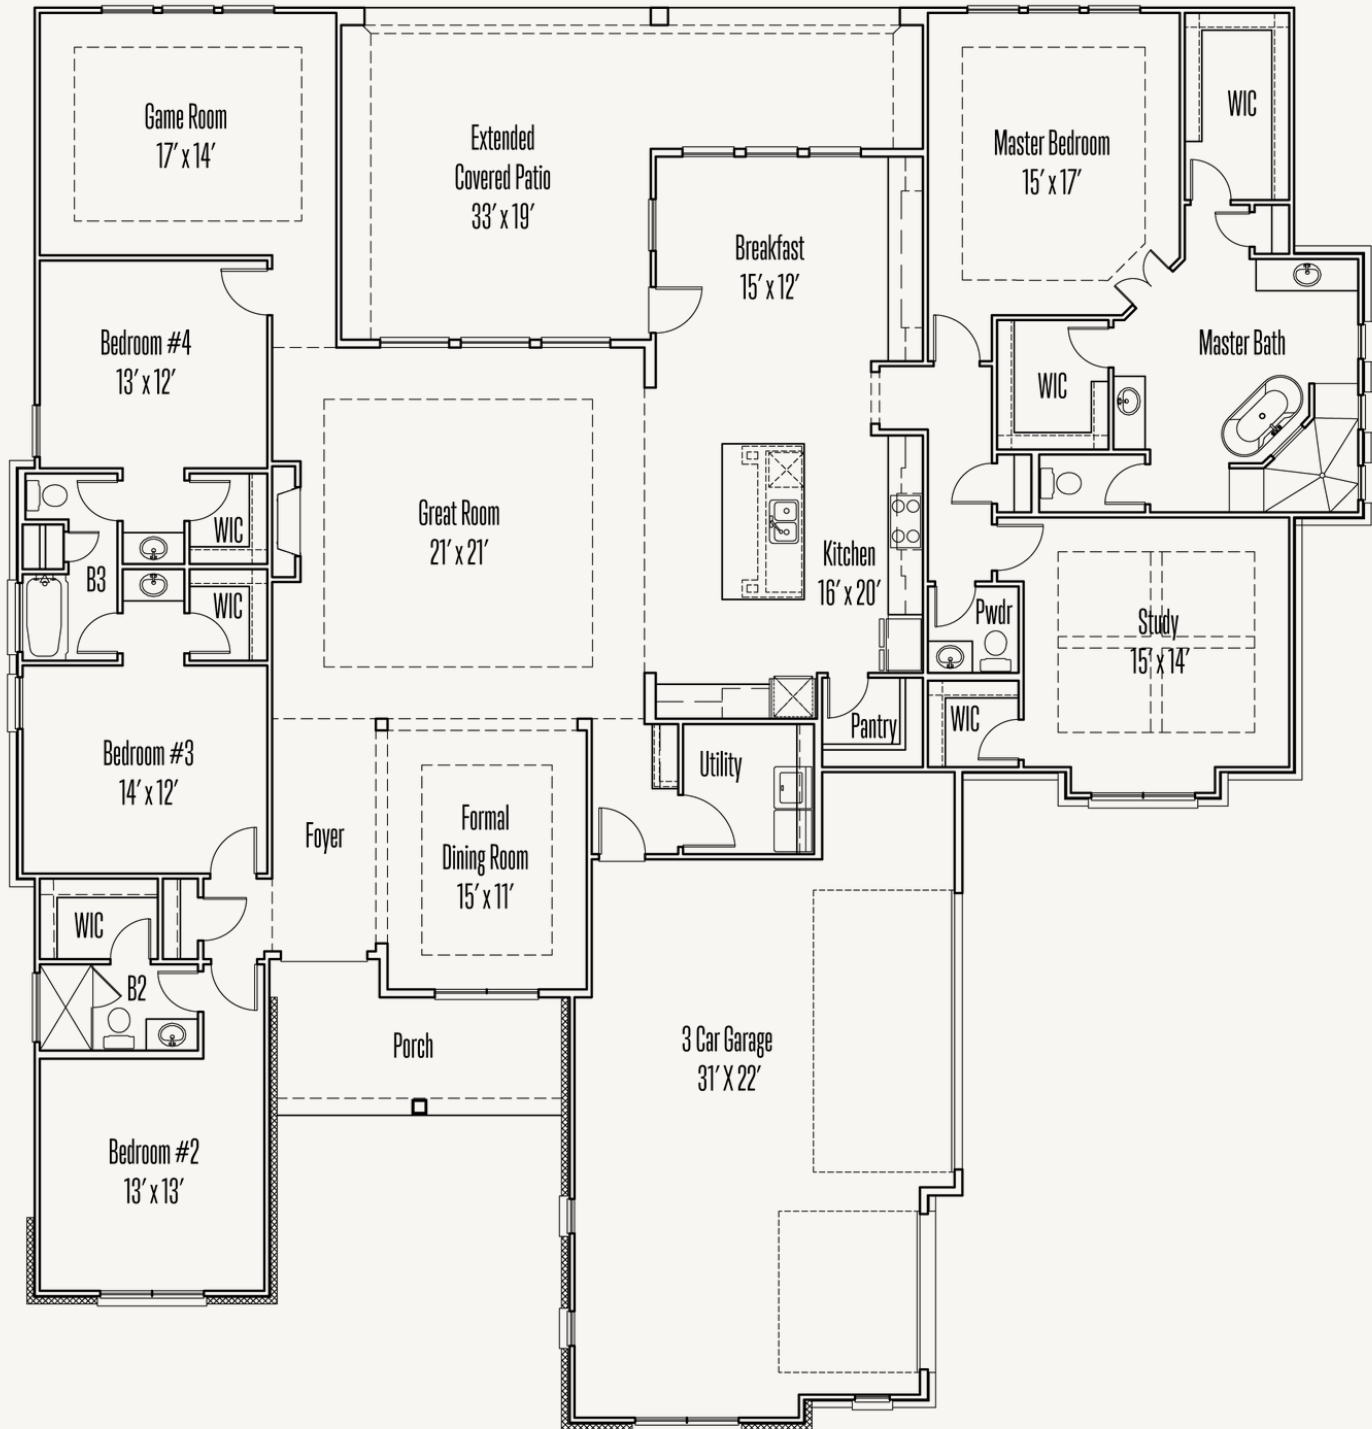 Game Room
17' x 14'
Extended
Covered Patio
33' x 19'
Master Bedroom
15' x 17'
WIC
Breakfast
15' x 12'
Bedroom #4
13' x 12'
Master Bath
WIC
Great Room
21' x 21'
WIC
B3
WIC
Kitchen
16' x 20'
Pwdr
Study
15' x 14'
WIC
Pantry
Utility
Bedroom #3
14' x 12'
Foyer
Formal
Dining Room
15' x 11'
WIC
B2
Porch
3 Car Garage
31' X 22'
Bedroom #2
13' x 13'